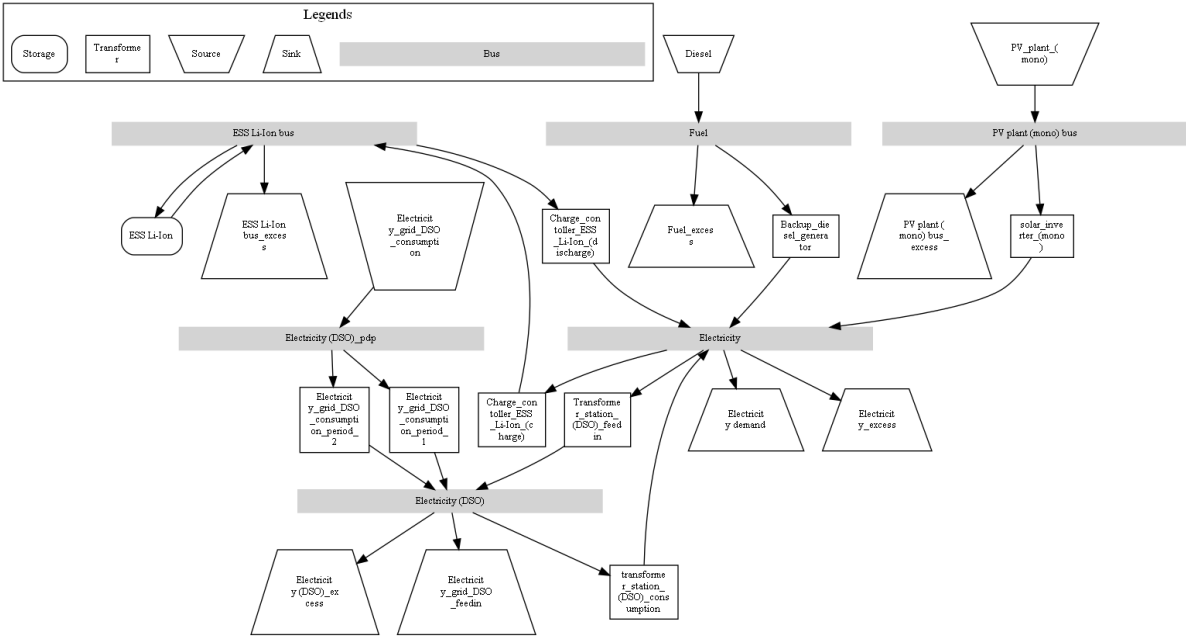 Legends
Storage
Transforme
r
Source
Sink
Bus
Diesel
PV_plant_(
mono)
ESS Li-Ion bus
Fuel
PV plant (mono) bus
ESS Li-Ion
ESS Li-Ion
bus_exces
s
Electricit
y_grid_DSO
_consumpti
on
Charge_con
toller_ESS
_Li-Ion_(d
ischarge)
Fuel_exces
s
Backup_die
sel_genera
tor
PV plant (
mono) bus_
excess
solar_inve
rter_(mono
)
Electricity (DSO)_pdp
Electricity
Electricit
y_grid_DSO
_consumpti
on_period_
2
Electricit
y_grid_DSO
_consumpti
on_period_
1
Charge_con
toller_ESS
_Li-Ion_(c
harge)
Transforme
r_station_
(DSO)_feed
in
Electricit
y demand
Electricit
y_excess
Electricity (DSO)
Electricit
y (DSO)_ex
cess
Electricit
y_grid_DSO
_feedin
transforme
r_station_
(DSO)_cons
umption